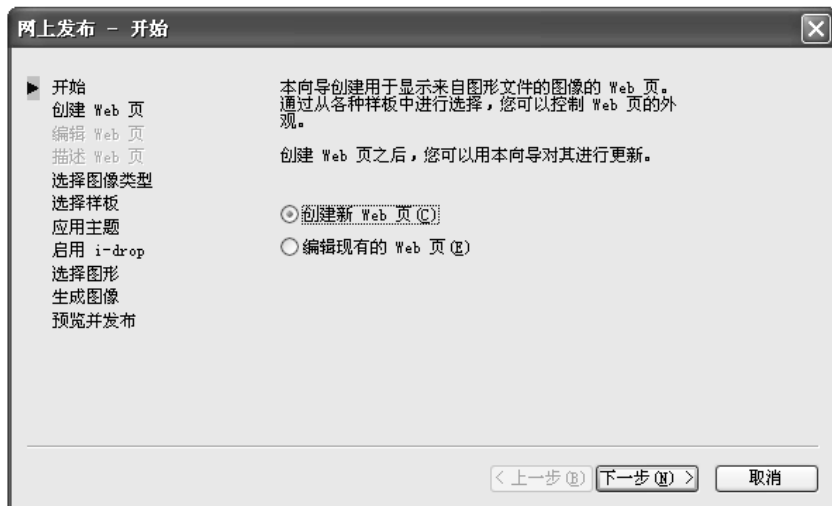 网上发布 - 开始
开始
创建 Web 页
编辑 Web 页
描述 Web 页
选择图像类型
选择样板
应用主题
启用 i-drop
选择图形
生成图像
预览并发布
本向导创建用于显示来自图形文件的图像的 Web 页。
通过从各种样板中进行选择，您可以控制 Web 页的外
观。
创建 Web 页之后，您可以用本向导对其进行更新。
创建新 Web 页(C)
编辑现有的 Web 页(E)
< 上一步(B)
下一步(N) >
取消